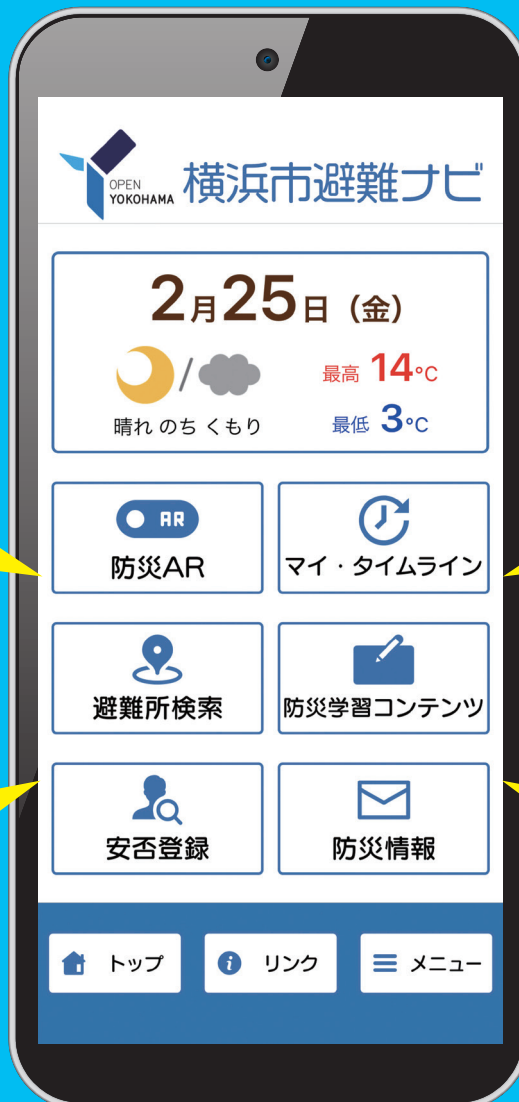 OPEN
YOKOHAMA
横浜市避難ナビ
2月25日（金）
晴れ のち くもり
最高 14℃
最低 3℃
AR
防災AR
マイ・タイムライン
避難所検索
防災学習コンテンツ
安否登録
防災情報
トップ
リンク
メニュー